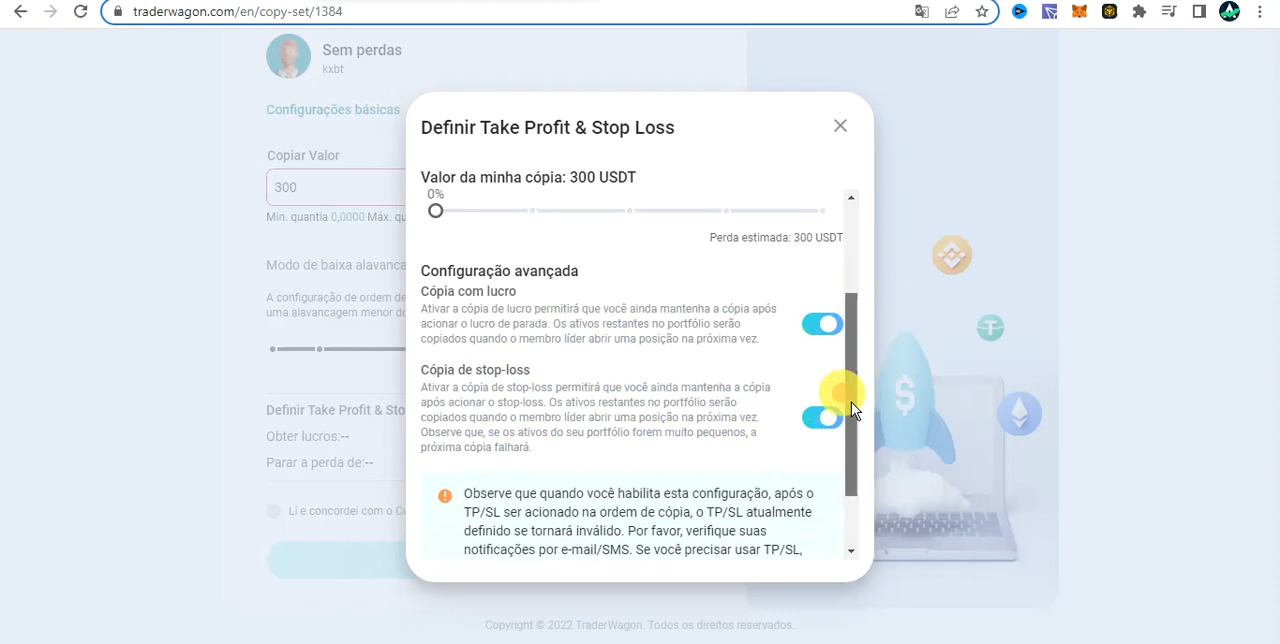 traderwagon.com/en/copy-set/1384
Sem perdas
kxbt
Configurações básicas
Copiar Valor
300
Min. quantia 0,0000 Máx. qu
Modo de baixa alavanca
A configuração de ordem de
uma alavancagem menor do
Definir Take Profit & Sto
Obter lucros:--
Parar a perda de:--
Li e concordei com o Co
Definir Take Profit & Stop Loss
Valor da minha cópia: 300 USDT
0%
Perda estimada: 300 USDT
Configuração avançada
Cópia com lucro
Ativar a cópia de lucro permitirá que você ainda mantenha a cópia após
acionar o lucro de parada. Os ativos restantes no portfólio serão
copiados quando o membro líder abrir uma posição na próxima vez.
Cópia de stop-loss
Ativar a cópia de stop-loss permitirá que você ainda mantenha a cópia
após acionar o stop-loss. Os ativos restantes no portfólio serão
copiados quando o membro líder abrir uma posição na próxima vez.
Observe que, se os ativos do seu portfólio forem muito pequenos, a
próxima cópia falhará.
Observe que quando você habilita esta configuração, após o
TP/SL ser acionado na ordem de cópia, o TP/SL atualmente
definido se tornará inválido. Por favor, verifique suas
notificações por e-mail/SMS. Se você precisar usar TP/SL,
Copyright © 2022 TraderWagon. Todos os direitos reservados.